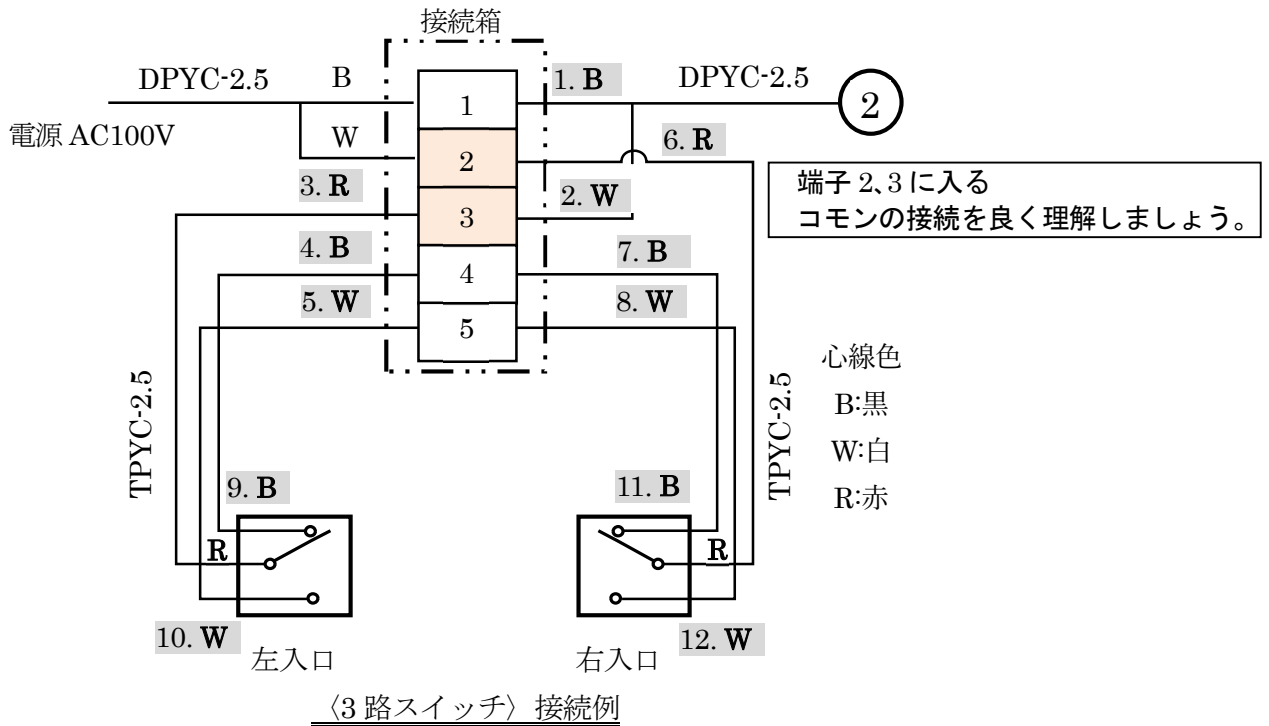 接続箱
DPYC-2.5 B
1. B DPYC-2.5
1
2
電源 AC100V
W
6. R
2
3. R
2. W
端子 2、3 に入る
コモンの接続を良く理解しましょう。
3
4. B
7. B
4
5. W
8. W
5
心線色
B:黒
W:白
R:赤
TPYC-2.5
TPYC-2.5
9. B
11. B
R
R
10. W
12. W
左入口
右入口
〈3 路スイッチ〉接続例